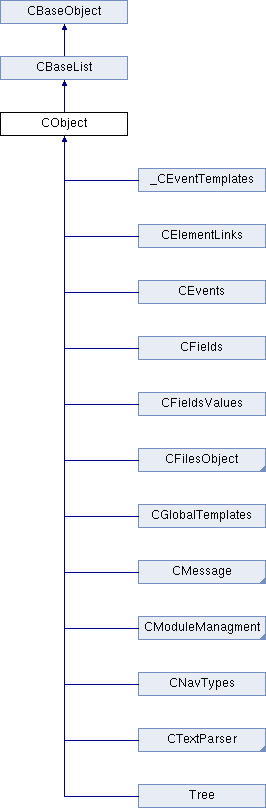 CBaseObject
CBaseList
CObject
_CEventTemplates
CElementLinks
CEvents
CFields
CFieldsValues
CFilesObject
CGlobalTemplates
CMessage
CModuleManagment
CNavTypes
CTextParser
Tree